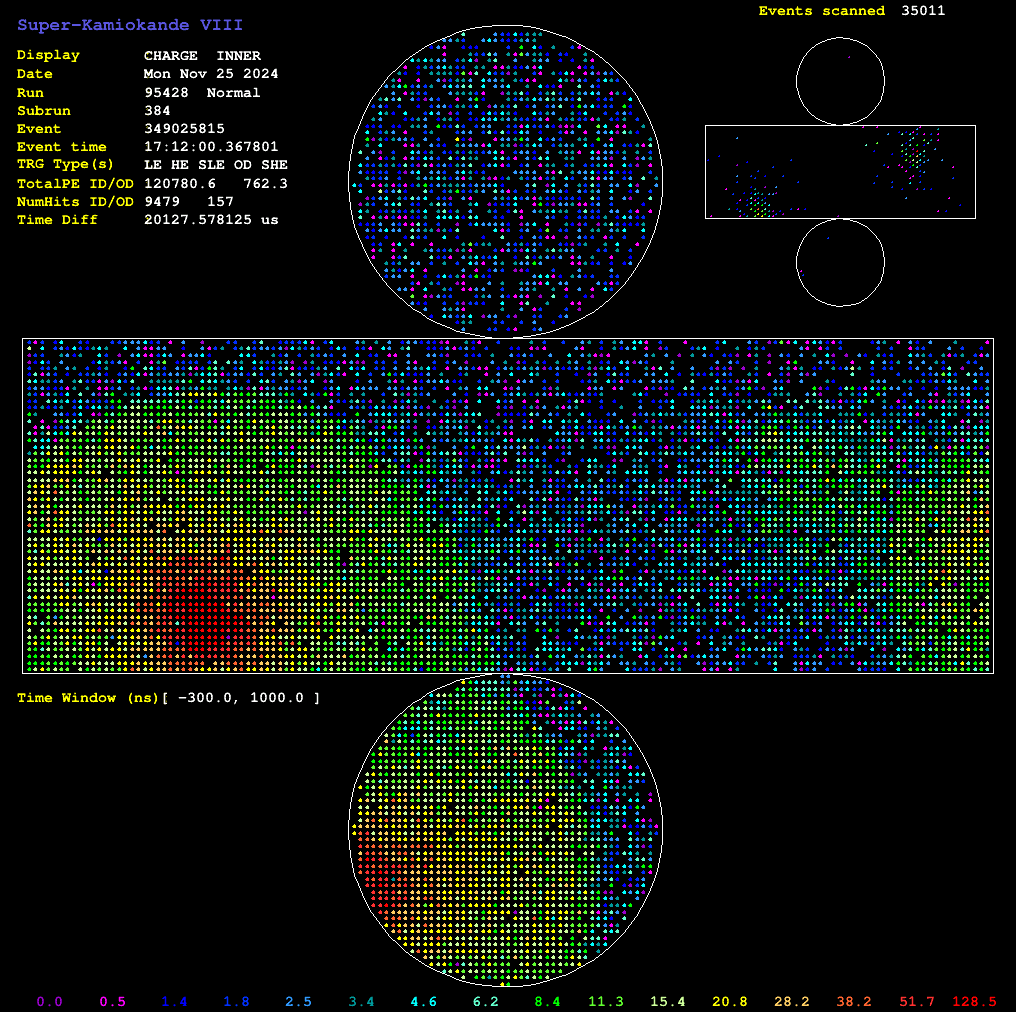 Super-Kamiokande VIII
Events scanned 35011
Display CHARGE INNER
Date Mon Nov 25 2024
Run 95428 Normal
Subrun 384
Event 349025815
Event time 17:12:00.367801
TRG Type(s) LE HE SLE OD SHE
TotalPE ID/OD 120780.6 762.3
NumHits ID/OD 9479 157
Time Diff 20127.578125 us
Time Window (ns)[ -300.0, 1000.0 ]
0.0 0.5 1.4 1.8 2.5 3.4 4.6 6.2 8.4 11.3 15.4 20.8 28.2 38.2 51.7 128.5